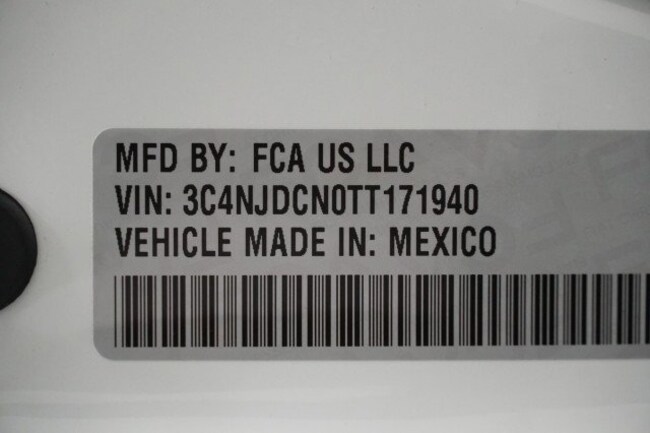 MFD BY: FCA US LLC
VIN: 3C4NJDCN0TT171940
VEHICLE MADE IN: MEXICO